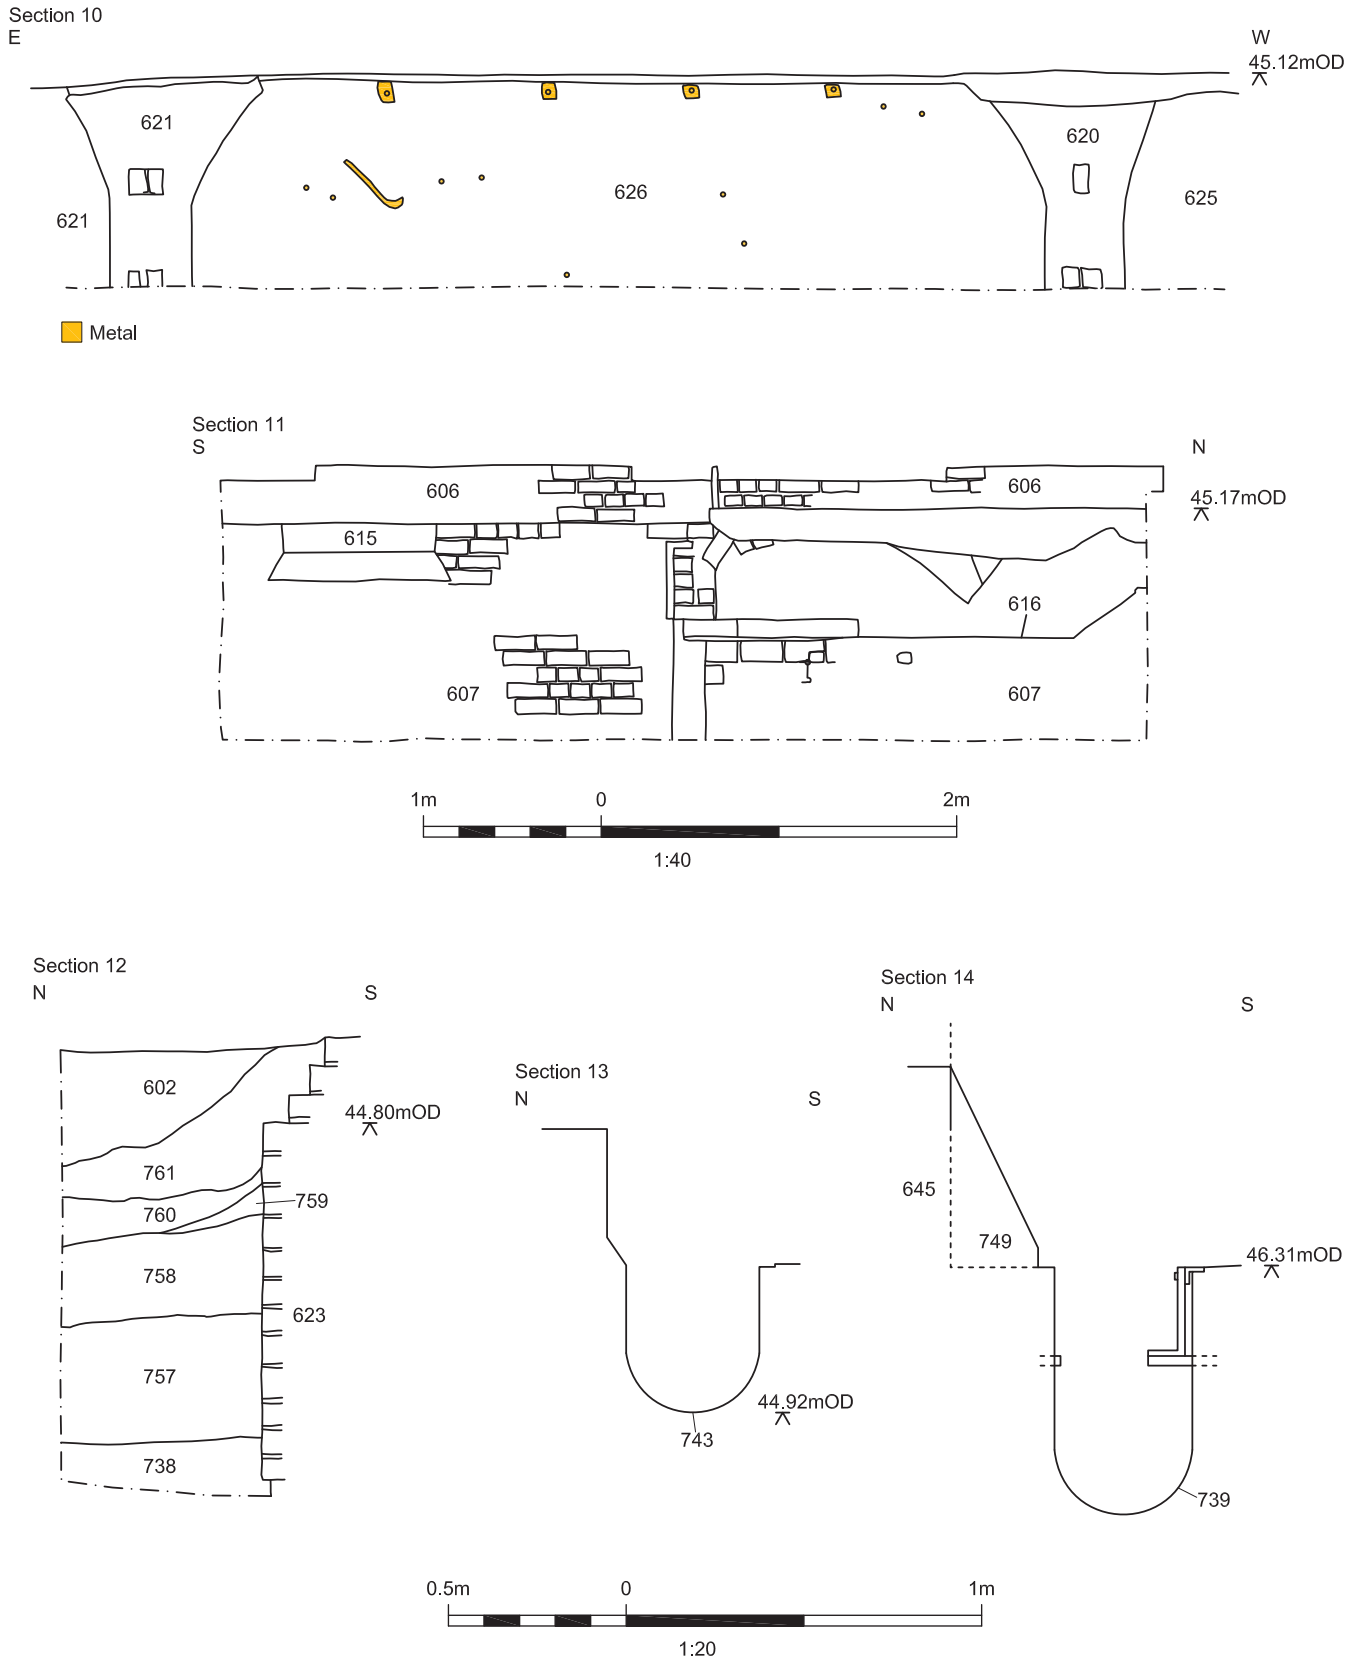 Section 10
E
W
45.12mOD
621
620
621
626
625
Metal
Section 11
S
N
606
606
45.17mOD
615
616
607
607
1m 0 2m
1:40
Section 12
N S
602
44.80mOD
761
759
760
758
623
757
738
Section 13
N S
44.92mOD
743
Section 14
N S
645
749
46.31mOD
739
0.5m 0 1m
1:20